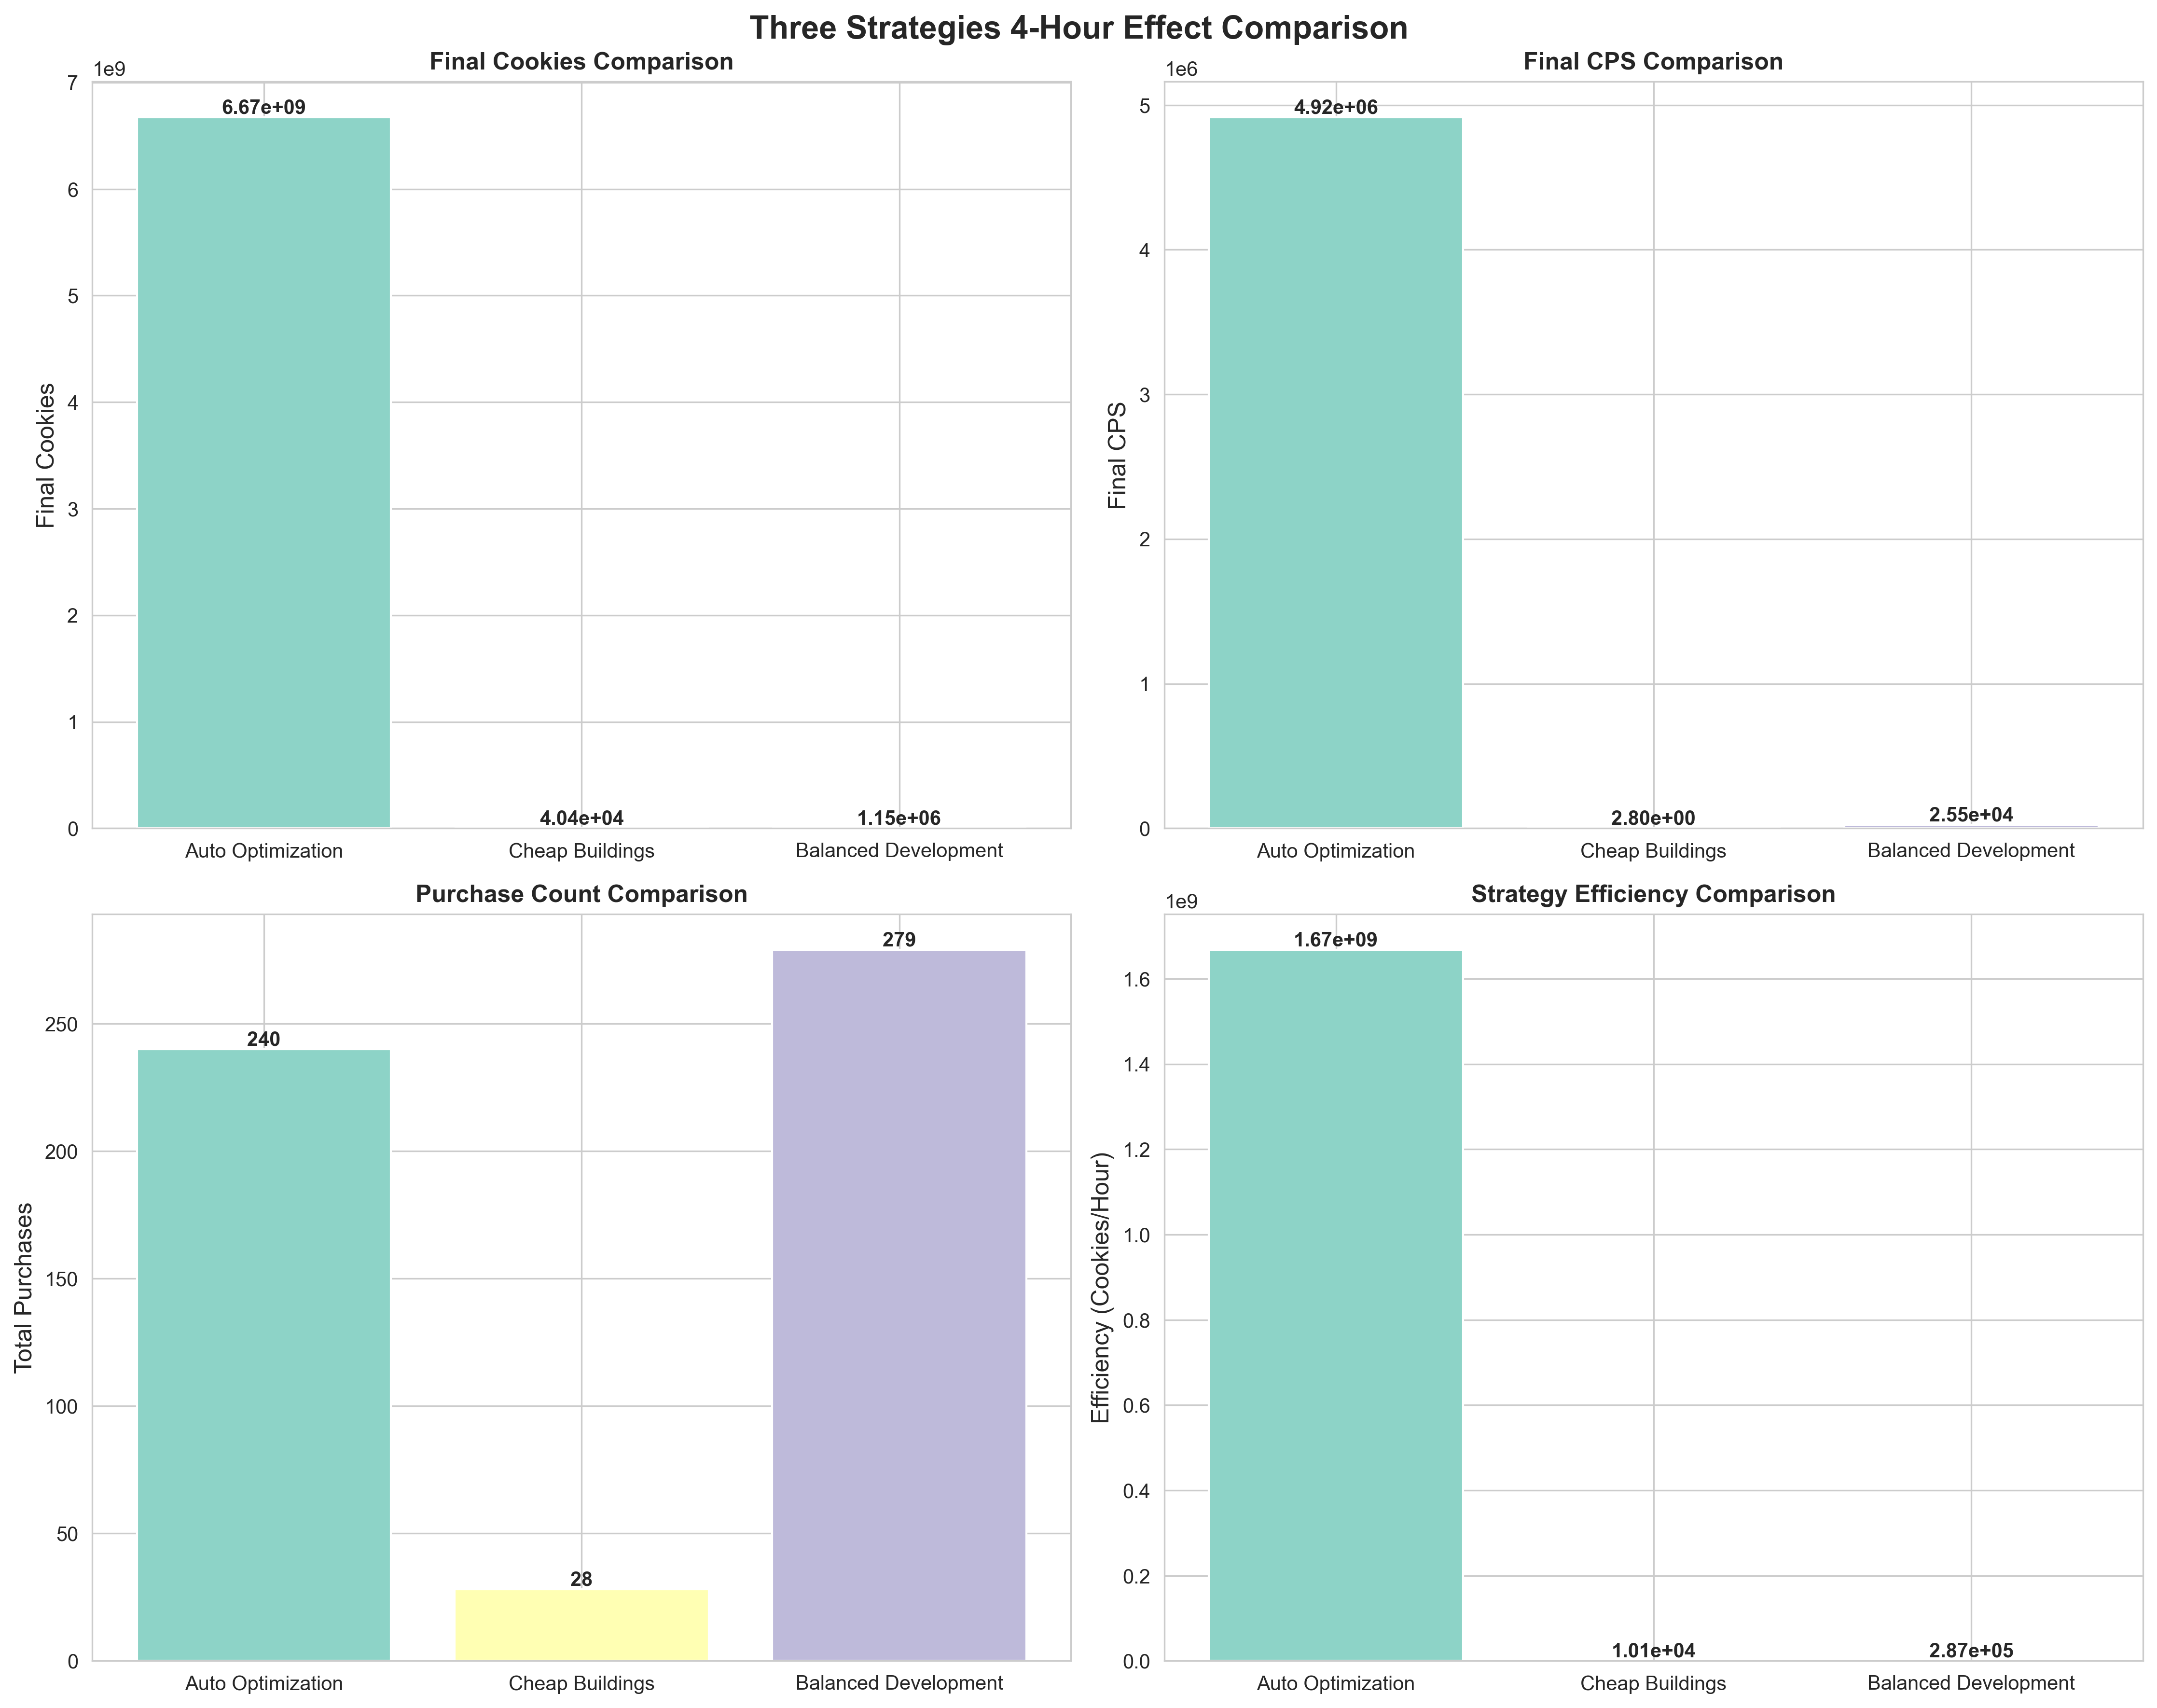 Three Strategies 4-Hour Effect Comparison
Final Cookies Comparison
1e9
7
6
5
4
3
2
1
0
Final Cookies
6.67e+09
4.04e+04
1.15e+06
Auto Optimization
Cheap Buildings
Balanced Development
Final CPS Comparison
1e6
5
4
3
2
1
0
Final CPS
4.92e+06
2.80e+00
2.55e+04
Auto Optimization
Cheap Buildings
Balanced Development
Purchase Count Comparison
250
200
150
100
50
0
Total Purchases
240
28
279
Auto Optimization
Cheap Buildings
Balanced Development
Strategy Efficiency Comparison
1e9
1.6
1.4
1.2
1.0
0.8
0.6
0.4
0.2
0.0
Efficiency (Cookies/Hour)
1.67e+09
1.01e+04
2.87e+05
Auto Optimization
Cheap Buildings
Balanced Development